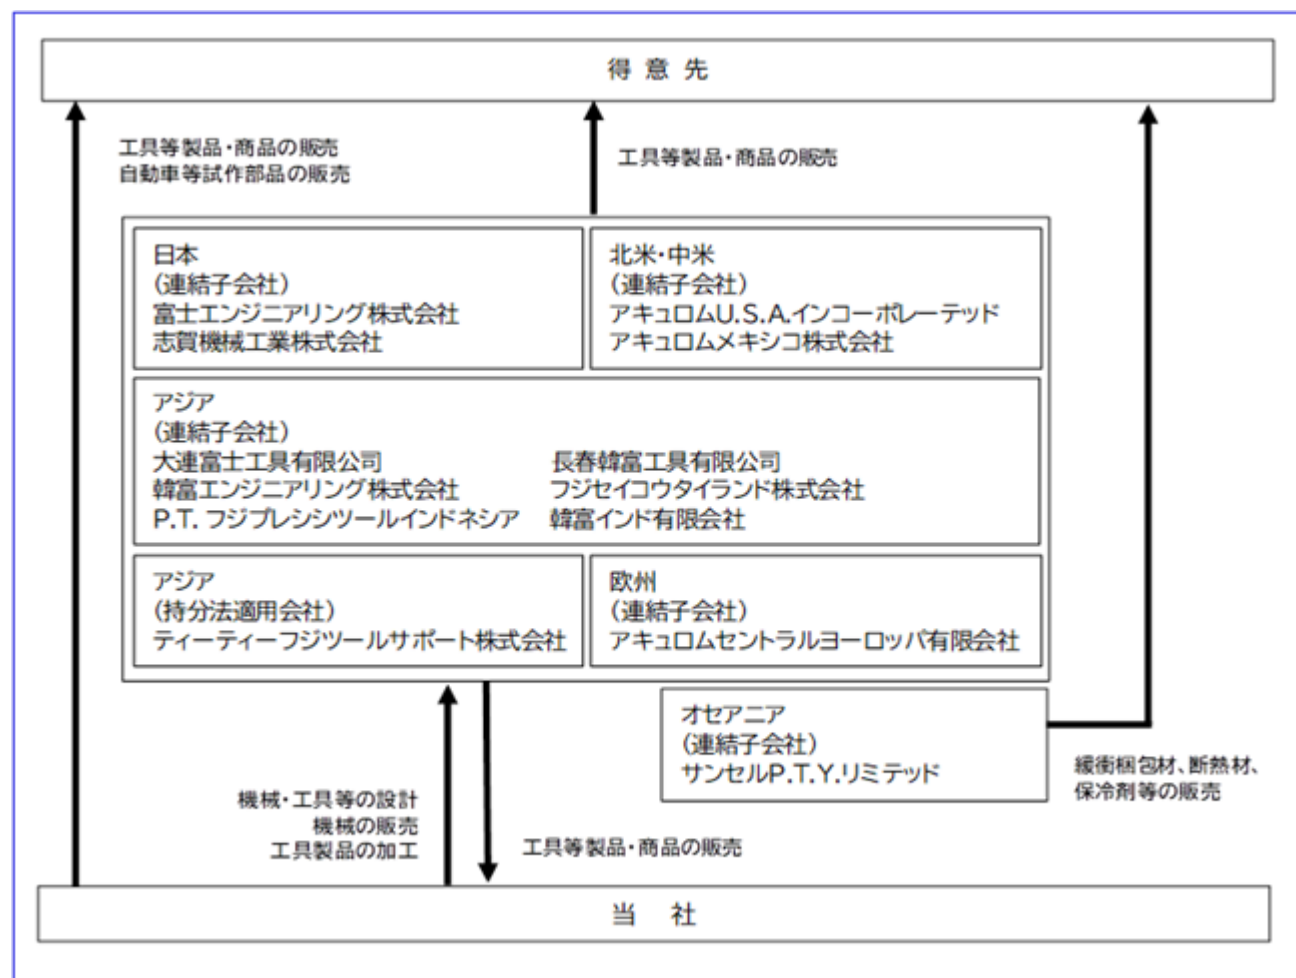 得意先
工具等製品・商品の販売
自動車等試作部品の販売
工具等製品・商品の販売
日本
(連結子会社)
富士エンジニアリング株式会社
志賀機械工業株式会社
北米・中米
(連結子会社)
アキュロムU.S.A.インコーポレーテッド
アキュロムメキシコ株式会社
アジア
(連結子会社)
大連富士工具有限公司 長春韓富工具有限公司
韓富エンジニアリング株式会社 フジセイコウタイランド株式会社
P.T. フジプレシシツールインドネシア 韓富インド有限会社
アジア
(持分法適用会社)
ティーティーフジツールサポート株式会社
欧州
(連結子会社)
アキュロムセントラルヨーロッパ有限会社
オセアニア
(連結子会社)
サンセルP.T.Y.リミテッド
緩衝梱包材、断熱材、
保冷剤等の販売
機械・工具等の設計
機械の販売
工具製品の加工
工具等製品・商品の販売
当社